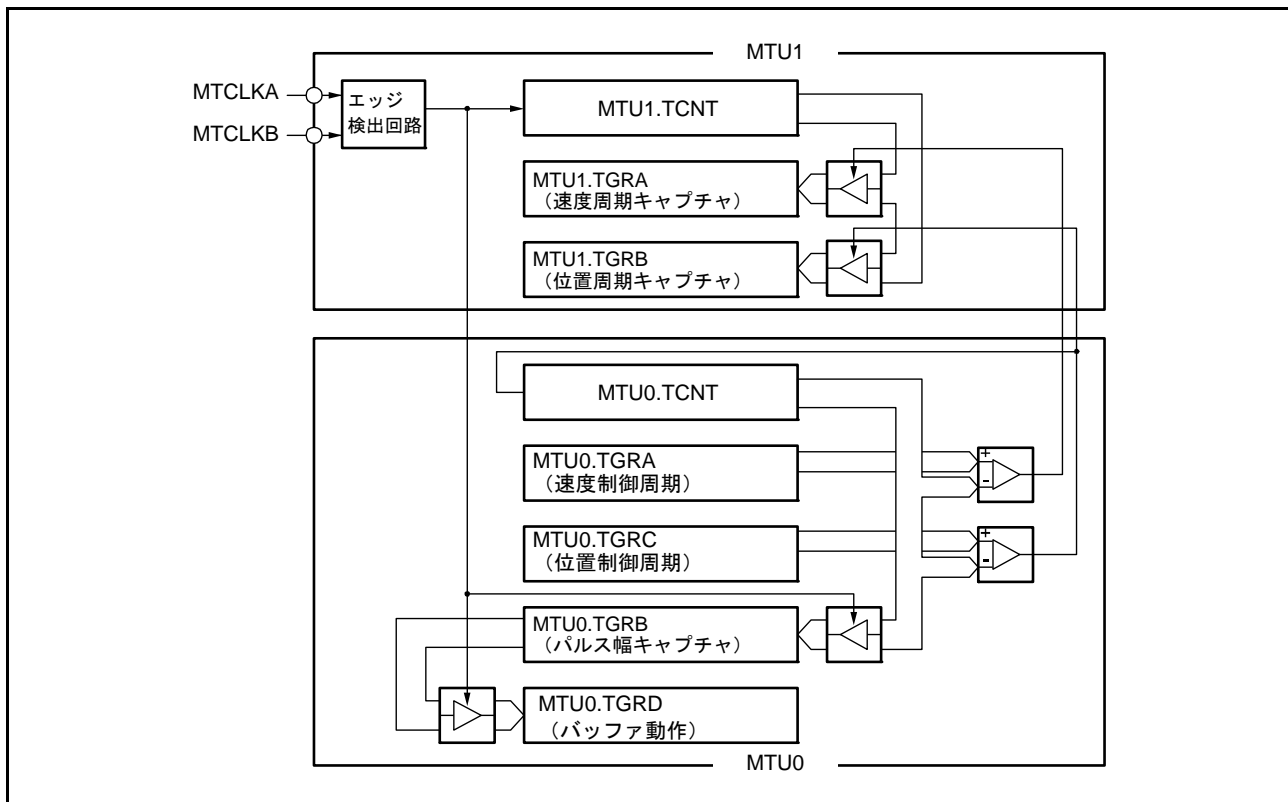 MTU1
MTCLKA
MTCLKB
エッジ
検出回路
MTU1.TCNT
MTU1.TGRA
（速度周期キャプチャ）
MTU1.TGRB
（位置周期キャプチャ）
MTU0.TCNT
MTU0.TGRA
（速度制御周期）
+
-
MTU0.TGRC
（位置制御周期）
+
-
MTU0.TGRB
（パルス幅キャプチャ）
MTU0.TGRD
（バッファ動作）
MTU0